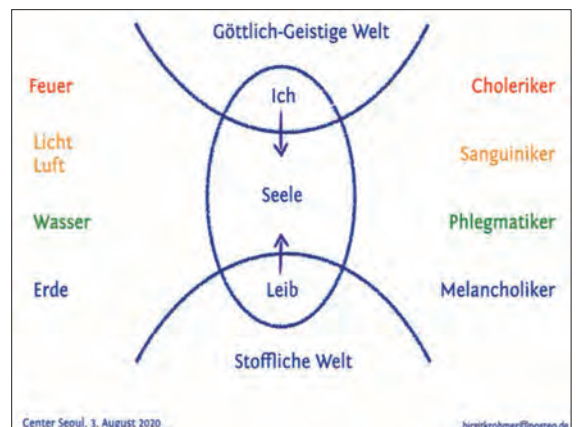 Göttlich-Geistige Welt
Feuer
Ich
Choleriker
Licht
Luft
Sanguiniker
Seele
Wasser
Phlegmatiker
Erde
Leib
Melancholiker
Stoffliche Welt
Center Seoul, 3. August 2020